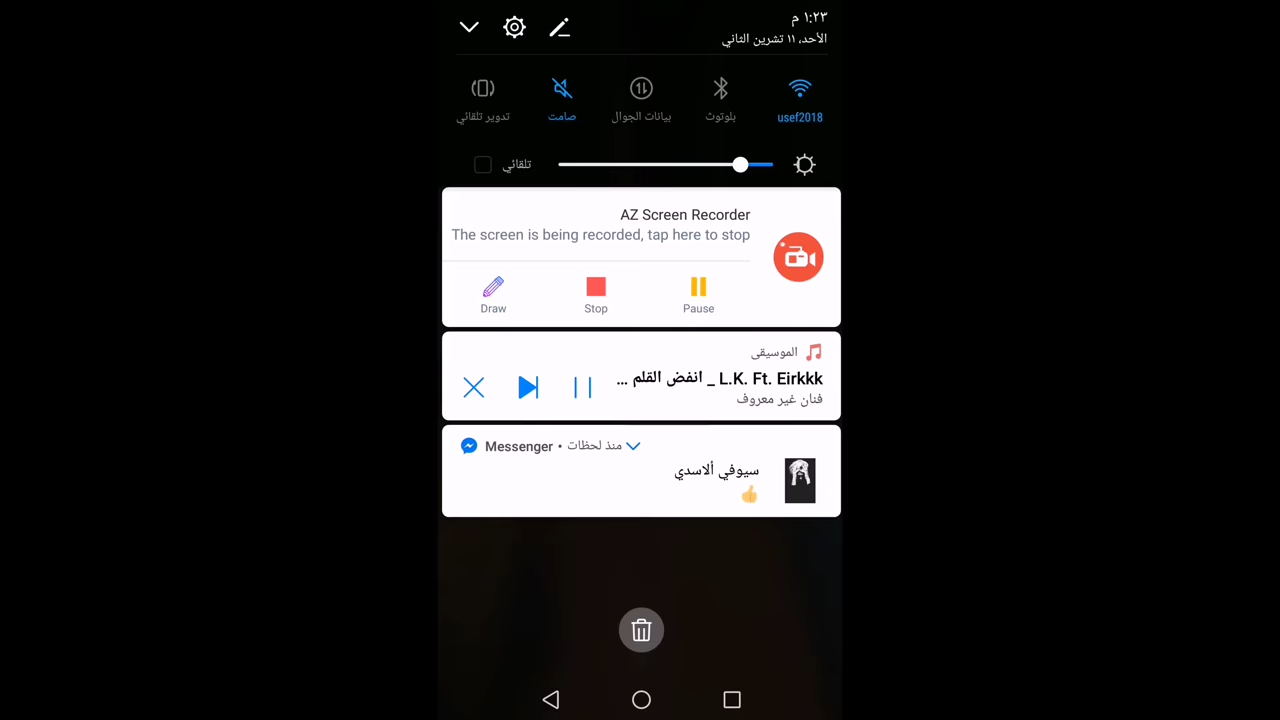 ١:٢٣ م
الأحد، ١١ تشرين الثاني
usef2018
بلوتوث
بيانات الجوال
صامت
تدوير تلقائي
تلقائي
AZ Screen Recorder
The screen is being recorded, tap here to stop
Draw
Stop
Pause
الموسيقى
L.K. Ft. Eirkkk _ انفض القلم ...
فنان غير معروف
Messenger • منذ لحظات
سيوفي ألاسدي